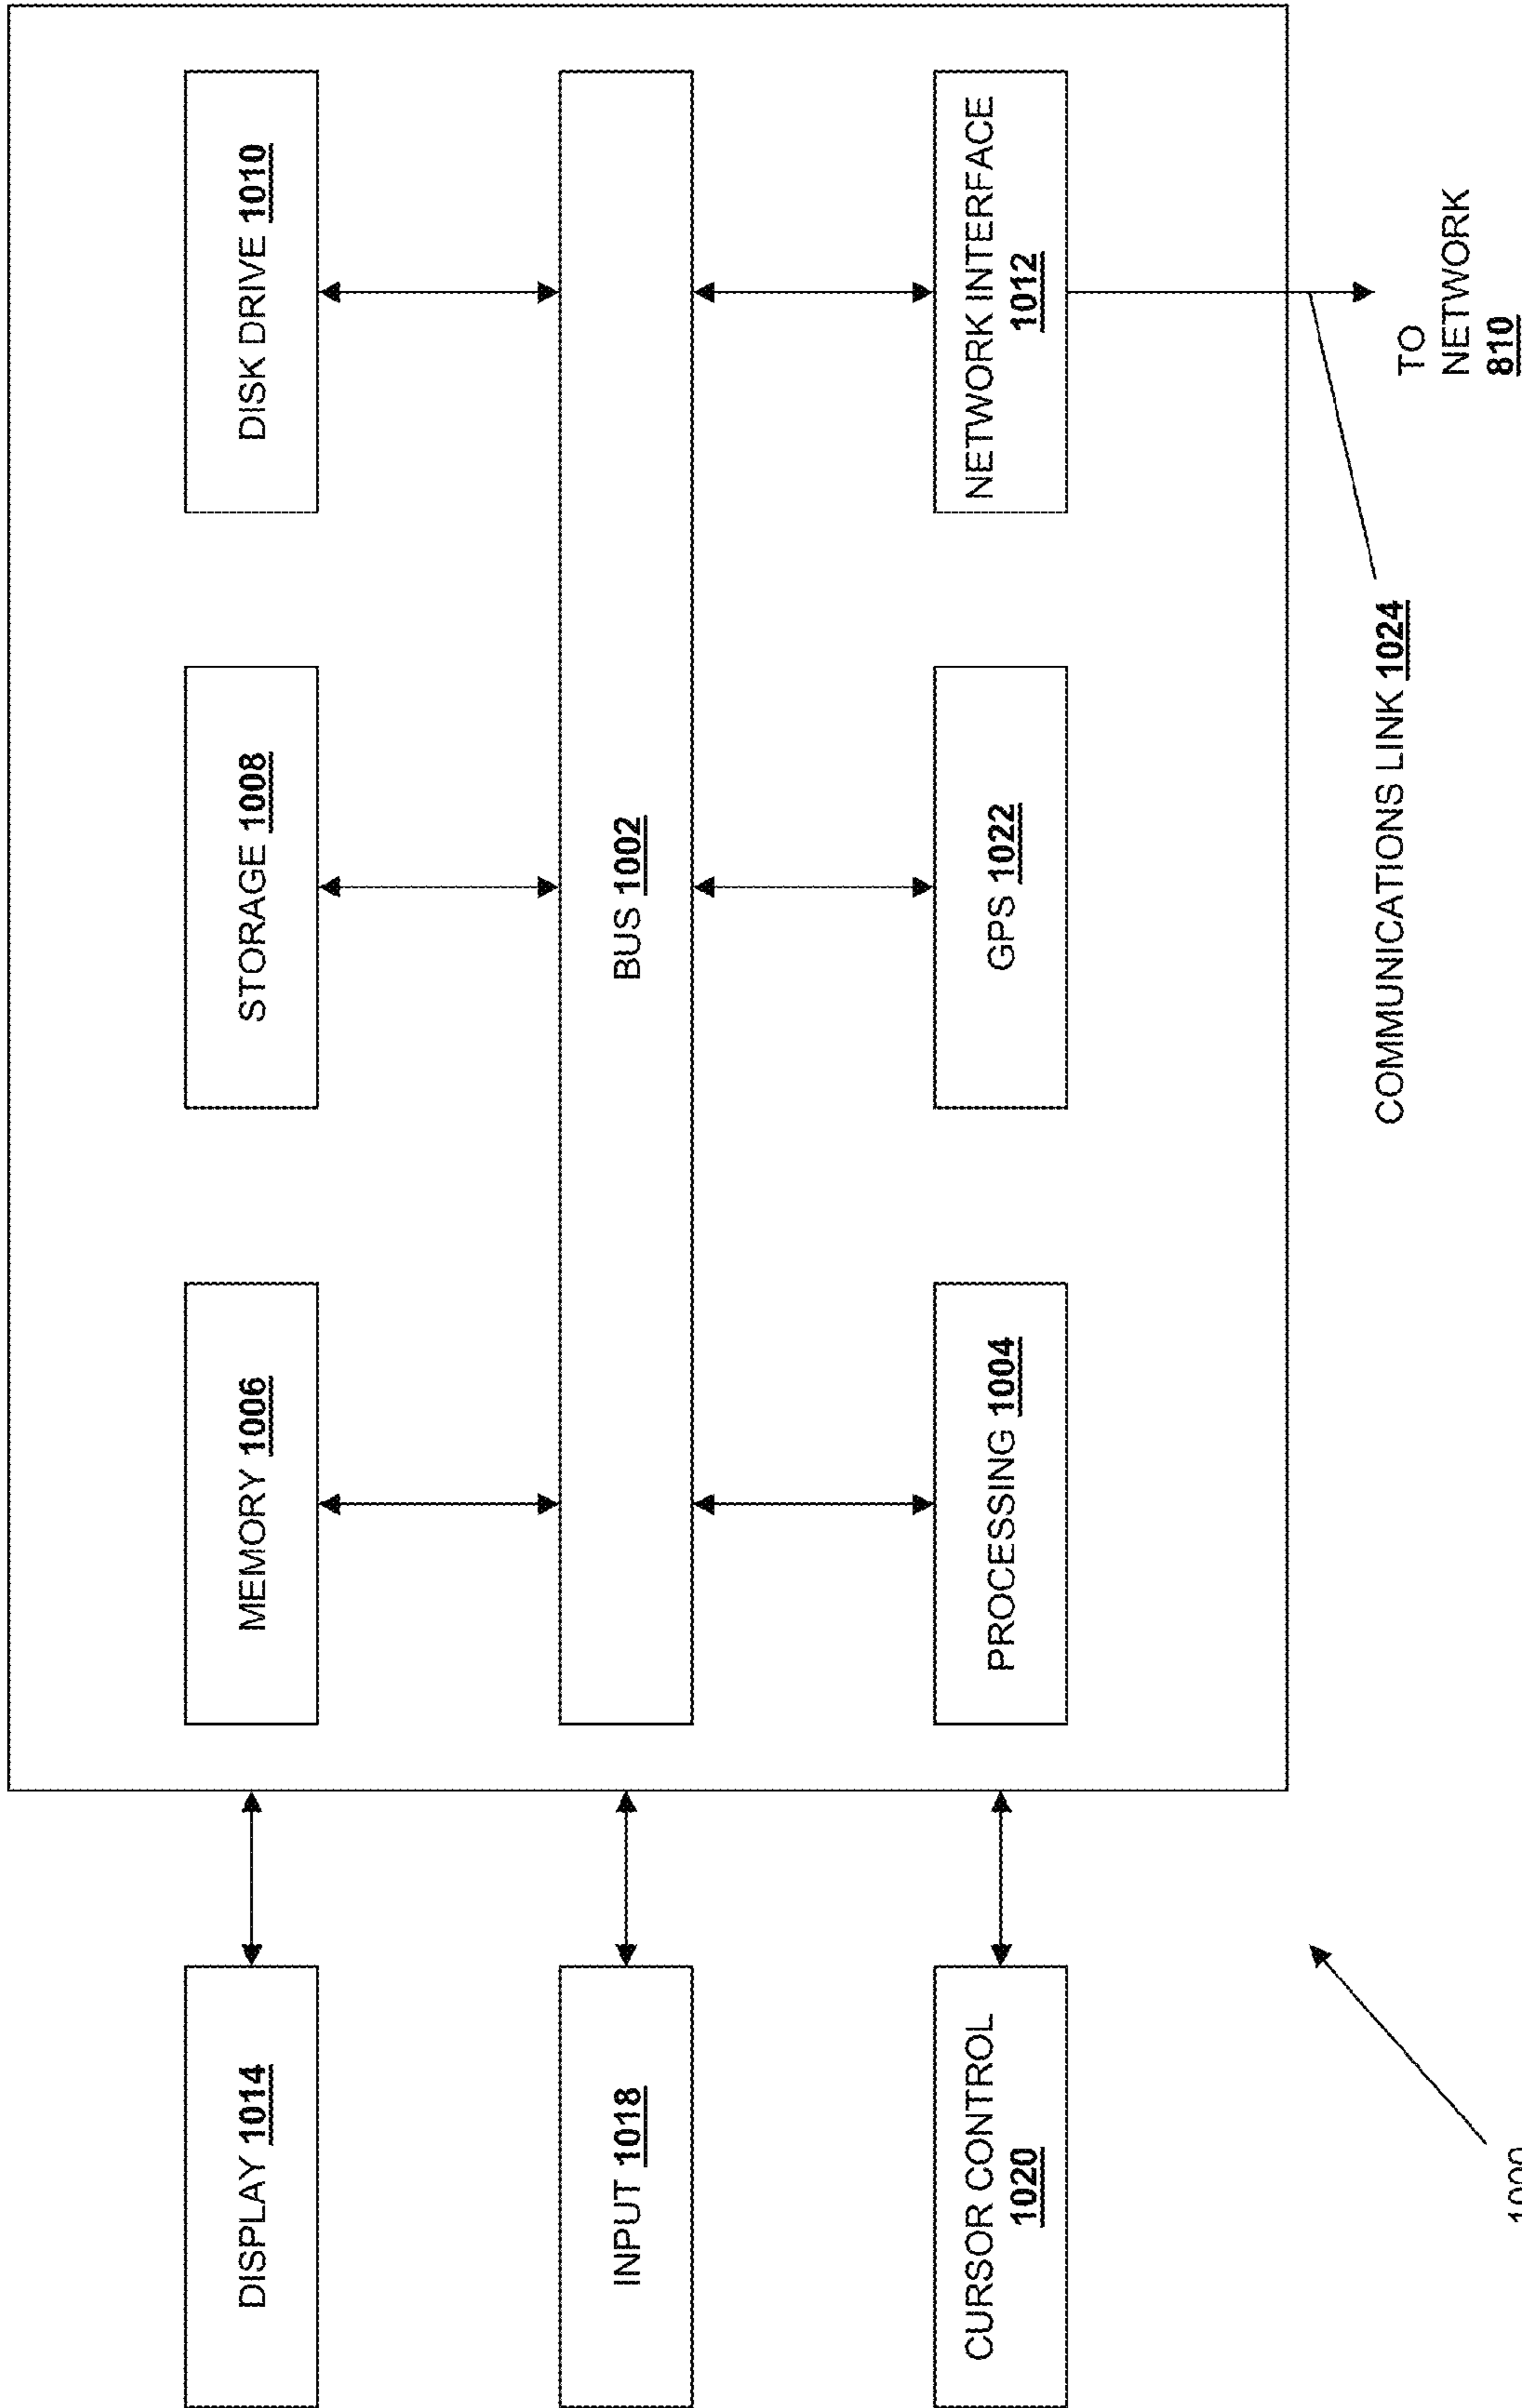 DISPLAY 1014
MEMORY 1006
STORAGE 1008
DISK DRIVE 1010
INPUT 1018
BUS 1002
CURSOR CONTROL
1020
PROCESSING 1004
GPS 1022
NETWORK INTERFACE
1012
COMMUNICATIONS LINK 1024
TO
NETWORK
810